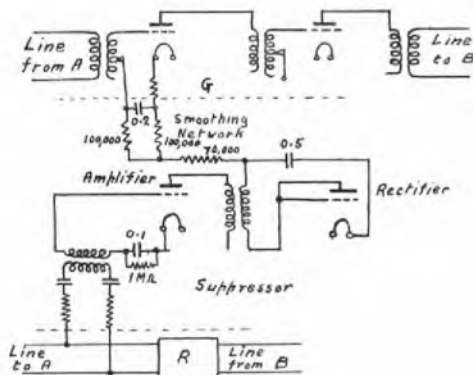 Line
from A
Line
to B
G
0.2
Smoothing
Network
100,000
100,000
70,000
0.5
Amplifier
Rectifier
0.1
1MΩ
Suppressor
Line
to A
R
Line
from B